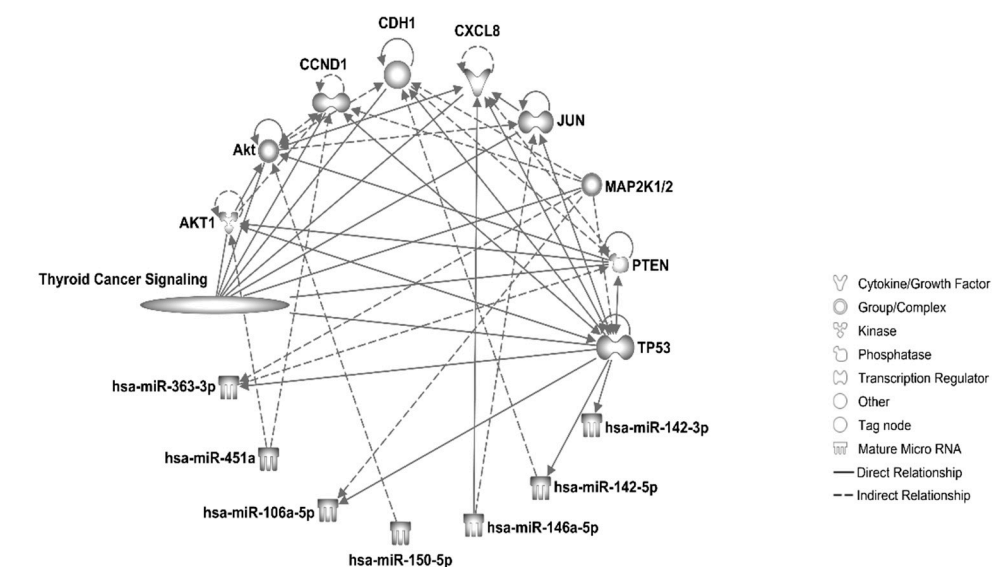 CDH1
CXCL8
CCND1
JUN
Akt
MAP2K1/2
AKT1
PTEN
Thyroid Cancer Signaling
TP53
hsa-miR-363-3p
hsa-miR-142-3p
hsa-miR-451a
hsa-miR-142-5p
hsa-miR-106a-5p
hsa-miR-146a-5p
hsa-miR-150-5p
Cytokine/Growth Factor
Group/Complex
Kinase
Phosphatase
Transcription Regulator
Other
Tag node
Mature Micro RNA
Direct Relationship
Indirect Relationship